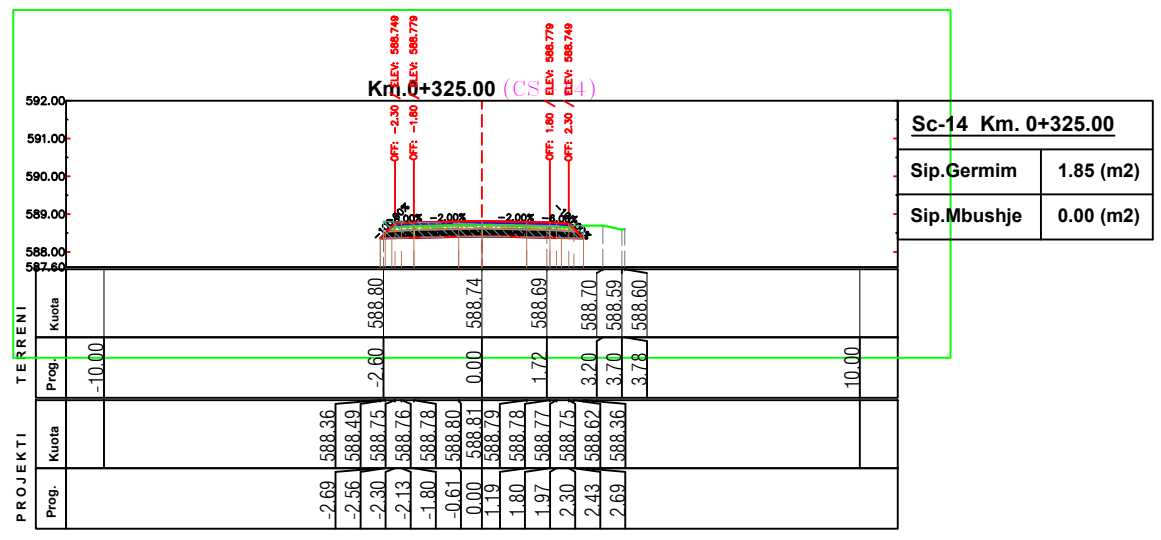 OFF: -2.30 / ELEV: 588.749
OFF: -1.80 / ELEV: 588.779
OFF: 1.80 / ELEV: 588.779
OFF: 2.30 / ELEV: 588.749
Km.0+325.00
592.00
591.00
590.00
589.00
588.00
587.60
-2.00% -2.00%
Sc-14 Km. 0+325.00
Sip.Germim 1.85 (m2)
Sip.Mbushje 0.00 (m2)
TERRENI
Kuota 588.80 588.74 588.69 588.70 588.59 588.60
Prog. -10.00 -2.60 0.00 1.72 3.20 3.70 3.78 10.00
PROJEKTI
Kuota 588.36 588.49 588.75 588.76 588.78 588.80 588.81 588.79 588.78 588.77 588.75 588.62 588.36
Prog. -2.69 -2.56 -2.30 -2.13 -1.80 -0.61 0.00 1.19 1.80 1.97 2.30 2.43 2.69